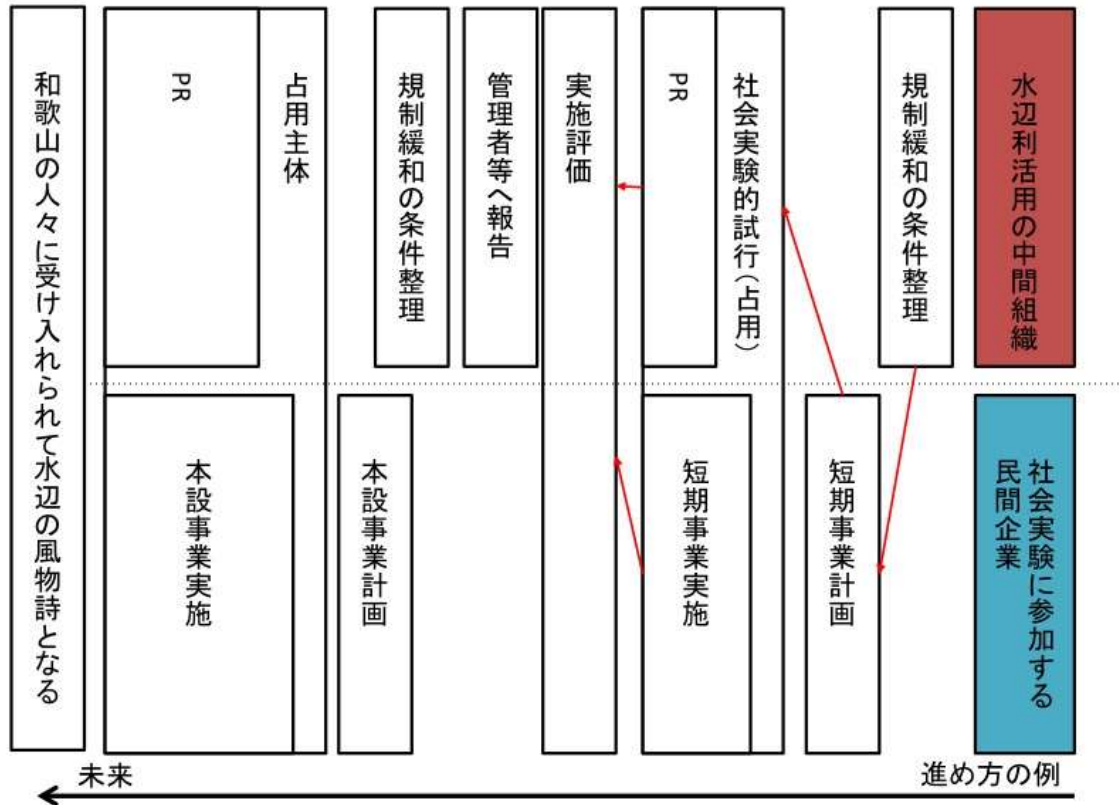 水辺利活用の中間組織
社会実験に参加する
民間企業
規制緩和の条件整理
短期事業計画
社会実験的試行(占用)
PR
短期事業実施
実施評価
管理者等へ報告
規制緩和の条件整理
本設事業計画
占用主体
PR
本設事業実施
和歌山の人々に受け入れられて水辺の風物詩となる
進め方の例
未来